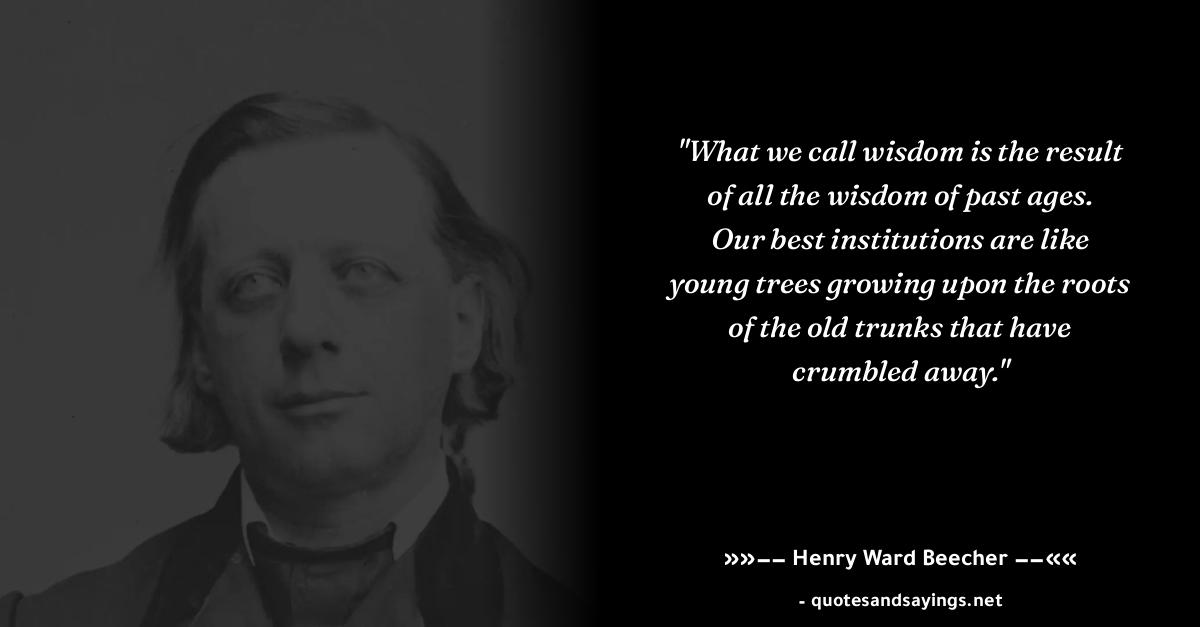 "What we call wisdom is the result
of all the wisdom of past ages.
Our best institutions are like
young trees growing upon the roots
of the old trunks that have
crumbled away."
»»–– Henry Ward Beecher ––««
- quotesandsayings.net